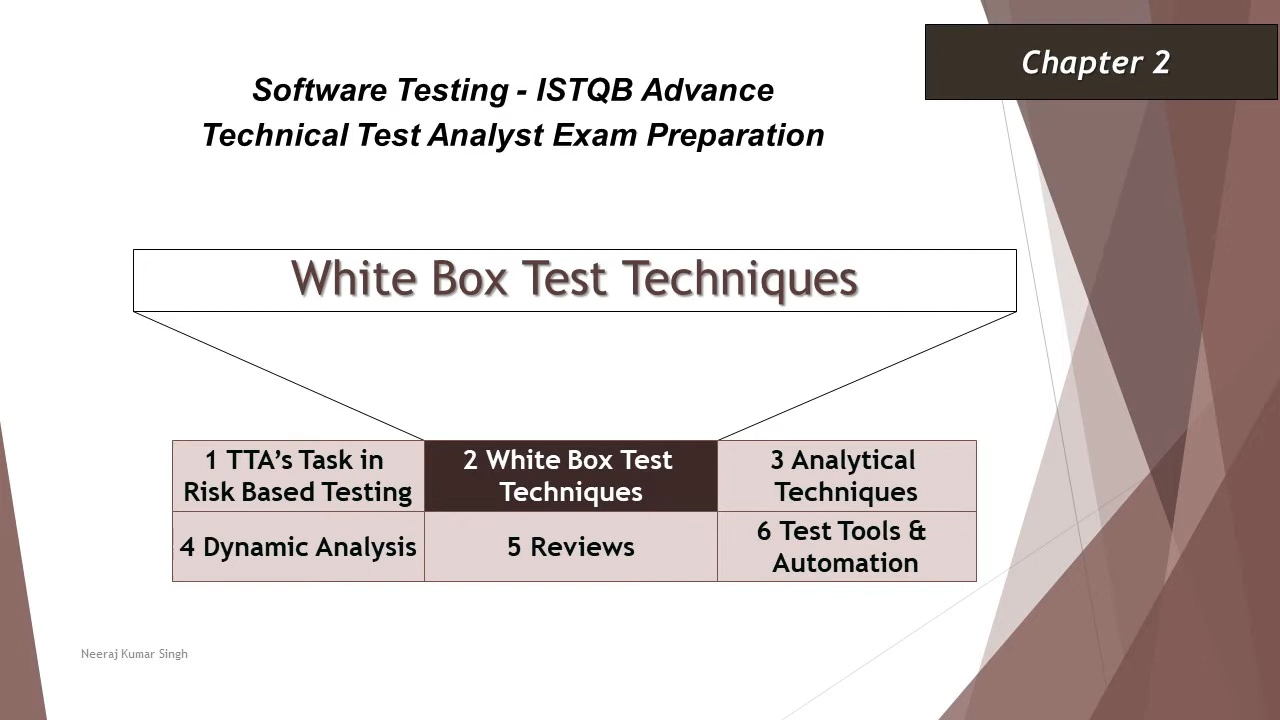 Chapter 2
Software Testing - ISTQB Advance
Technical Test Analyst Exam Preparation
White Box Test Techniques
1 TTA’s Task in
Risk Based Testing
2 White Box Test
Techniques
3 Analytical
Techniques
4 Dynamic Analysis
5 Reviews
6 Test Tools &
Automation
Neeraj Kumar Singh